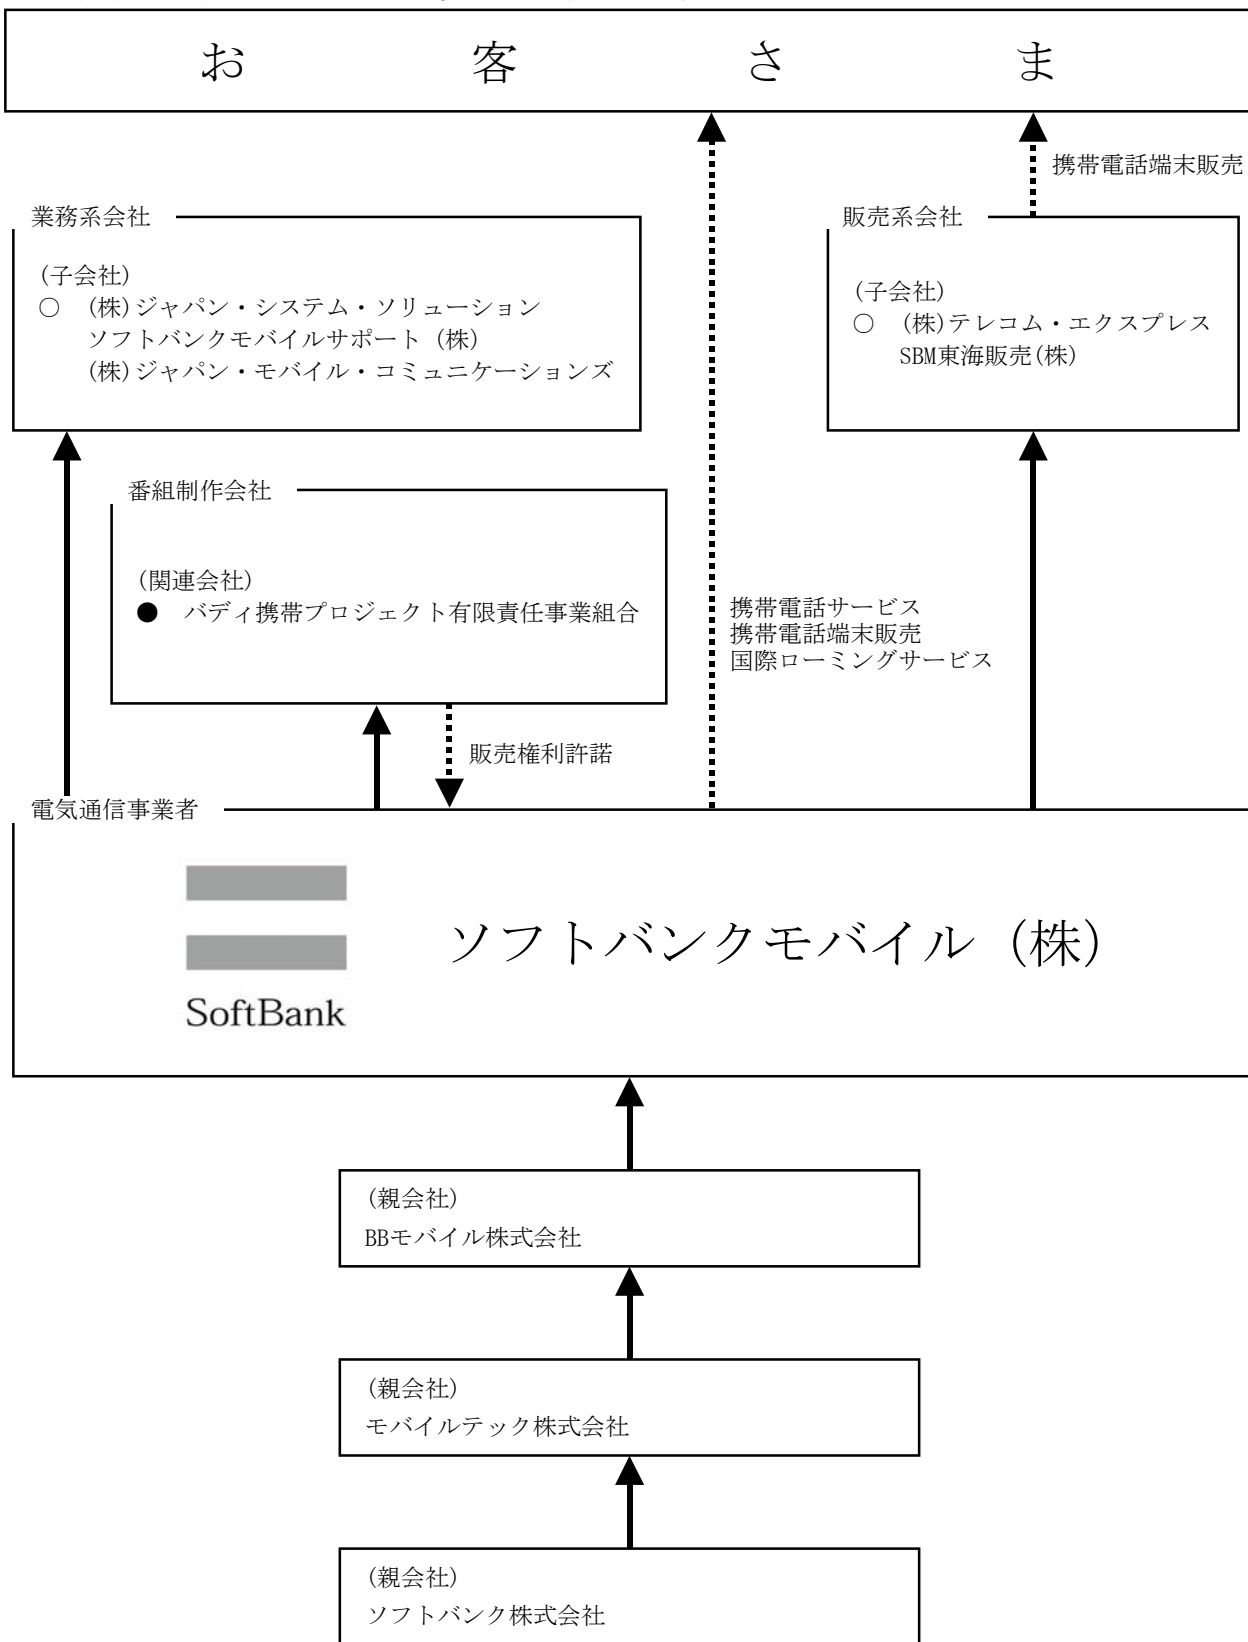 お客さま
携帯電話端末販売
業務系会社
(子会社)
○ (株)ジャパン・システム・ソリューション
ソフトバンクモバイルサポート(株)
(株)ジャパン・モバイル・コミュニケーションズ
販売系会社
(子会社)
○ (株)テレコム・エクスプレス
SBM東海販売(株)
番組制作会社
(関連会社)
● バディ携帯プロジェクト有限責任事業組合
携帯電話サービス
携帯電話端末販売
国際ローミングサービス
販売権利許諾
電気通信事業者
SoftBank
ソフトバンクモバイル(株)
(親会社)
BBモバイル株式会社
(親会社)
モバイルテック株式会社
(親会社)
ソフトバンク株式会社